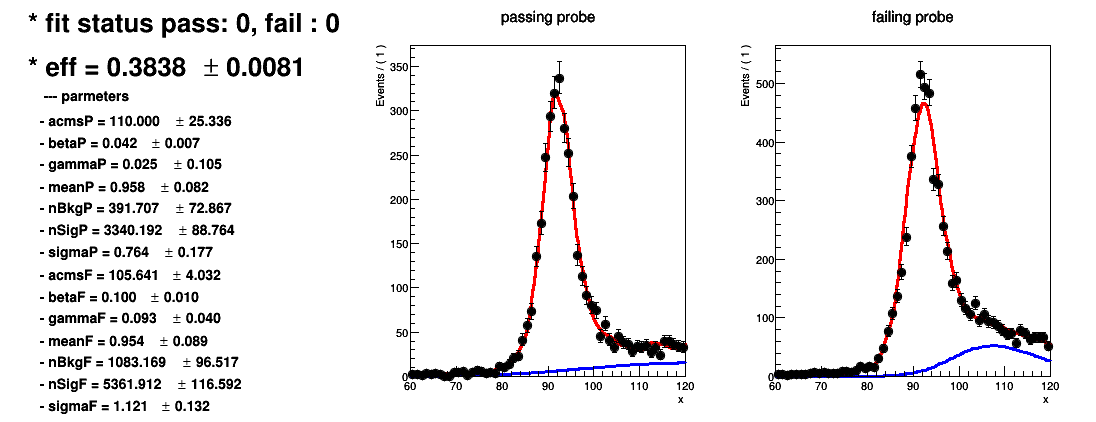 * fit status pass: 0, fail : 0
* eff = 0.3838 ± 0.0081
--- parmeters
- acmsP = 110.000 ± 25.336
- betaP = 0.042 ± 0.007
- gammaP = 0.025 ± 0.105
- meanP = 0.958 ± 0.082
- nBkgP = 391.707 ± 72.867
- nSigP = 3340.192 ± 88.764
- sigmaP = 0.764 ± 0.177
- acmsF = 105.641 ± 4.032
- betaF = 0.100 ± 0.010
- gammaF = 0.093 ± 0.040
- meanF = 0.954 ± 0.089
- nBkgF = 1083.169 ± 96.517
- nSigF = 5361.912 ± 116.592
- sigmaF = 1.121 ± 0.132
passing probe
Events / ( 1 )
350
300
250
200
150
100
50
0
60 70 80 90 100 110 120
x
failing probe
Events / ( 1 )
500
400
300
200
100
0
60 70 80 90 100 110 120
x